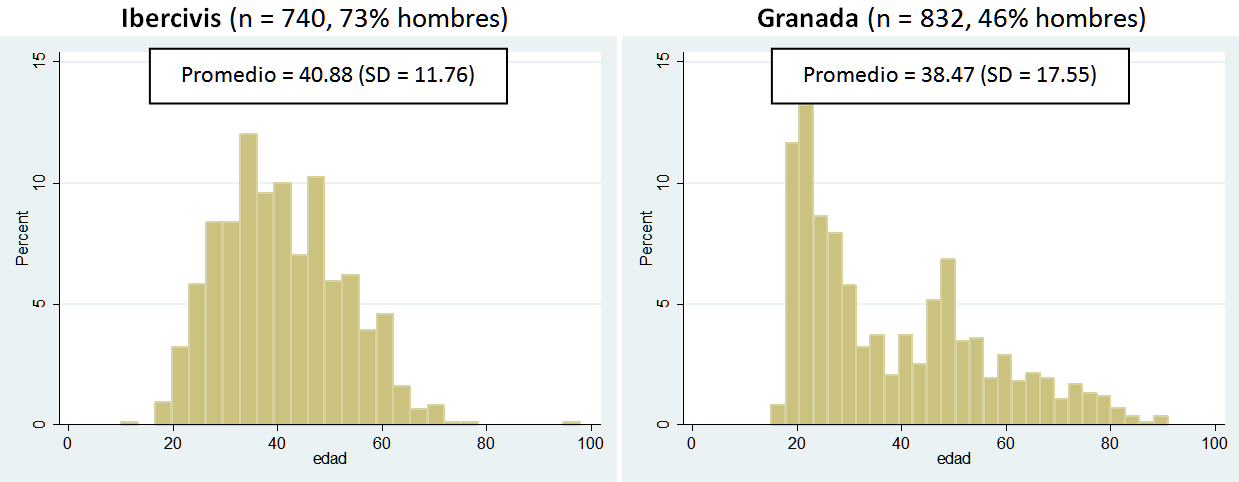 Ibercivis (n = 740, 73% hombres)
Promedio = 40.88 (SD = 11.76)
15
10
5
0
Percent
0 20 40 60 80 100
edad
Granada (n = 832, 46% hombres)
Promedio = 38.47 (SD = 17.55)
15
10
5
0
Percent
0 20 40 60 80 100
edad